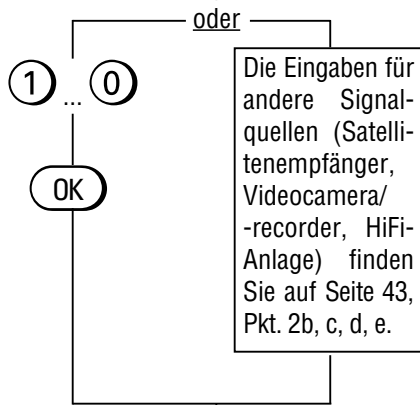 oder
1 ... 0
OK
Die Eingaben für
andere Signal-
quellen (Satelli-
tenempfänger,
Videocamera/
-recorder, HiFi-
Anlage) finden
Sie auf Seite 43,
Pkt. 2b, c, d, e.